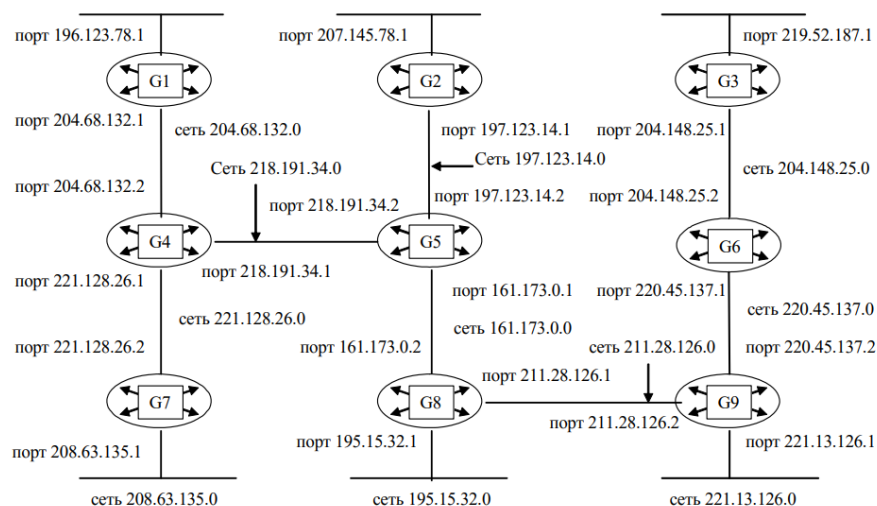 порт 196.123.78.1
порт 207.145.78.1
порт 219.52.187.1
G1
G2
G3
порт 204.68.132.1
сеть 204.68.132.0
порт 197.123.14.1
порт 204.148.25.1
Сеть 218.191.34.0
Сеть 197.123.14.0
сеть 204.148.25.0
порт 204.68.132.2
порт 218.191.34.2
порт 197.123.14.2
порт 204.148.25.2
G4
G5
G6
порт 221.128.26.1
порт 218.191.34.1
порт 161.173.0.1
порт 220.45.137.1
сеть 221.128.26.0
сеть 161.173.0.0
сеть 220.45.137.0
порт 221.128.26.2
порт 161.173.0.2
сеть 211.28.126.0
порт 220.45.137.2
порт 211.28.126.1
G7
G8
G9
порт 211.28.126.2
порт 208.63.135.1
порт 195.15.32.1
порт 221.13.126.1
сеть 208.63.135.0
сеть 195.15.32.0
сеть 221.13.126.0